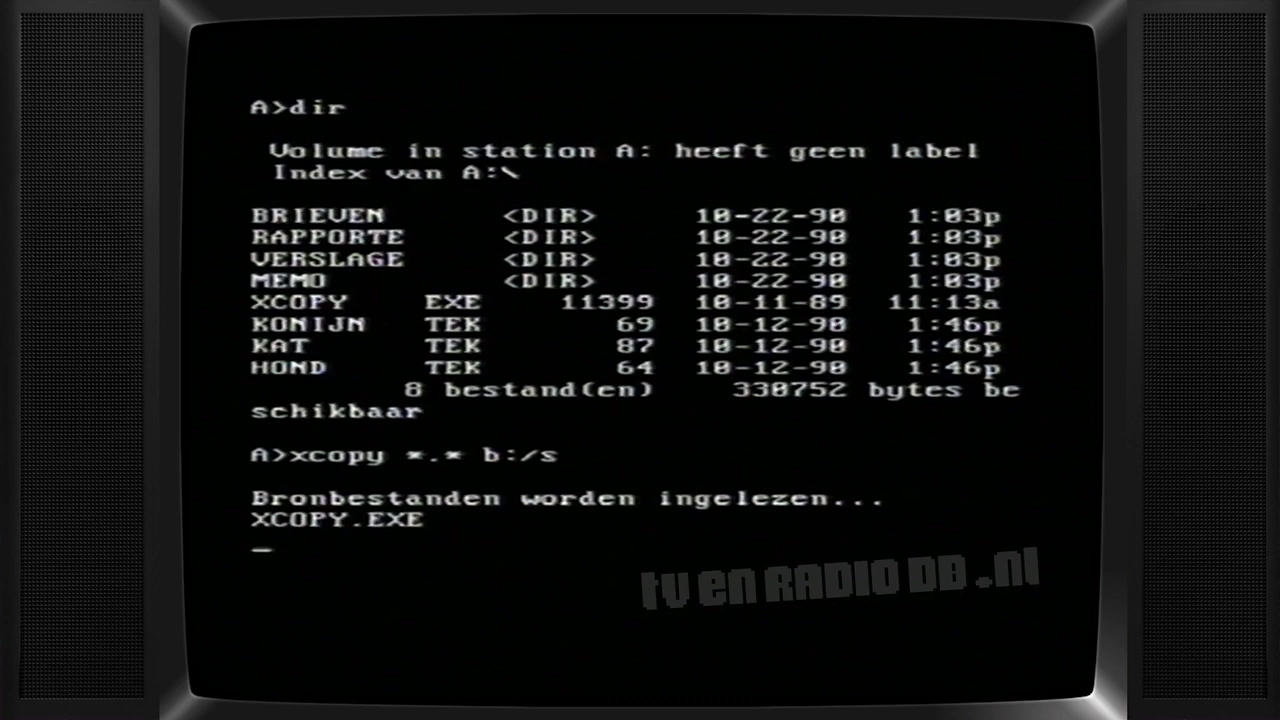 A>dir
Volume in station A: heeft geen label
Index van A:\
BRIEVEN <DIR> 10-22-90 1:03p
RAPPORTE <DIR> 10-22-90 1:03p
VERSLAGE <DIR> 10-22-90 1:03p
MEMO <DIR> 10-22-90 1:03p
XCOPY EXE 11399 10-11-89 11:13a
KONIJN TEK 69 10-12-90 1:46p
KAT TEK 87 10-12-90 1:46p
HOND TEK 64 10-12-90 1:46p
8 bestand(en) 330752 bytes be
schikbaar
A>xcopy *.* b:/s
Bronbestanden worden ingelezen...
XCOPY.EXE
_
tv en RADIO DB .nl